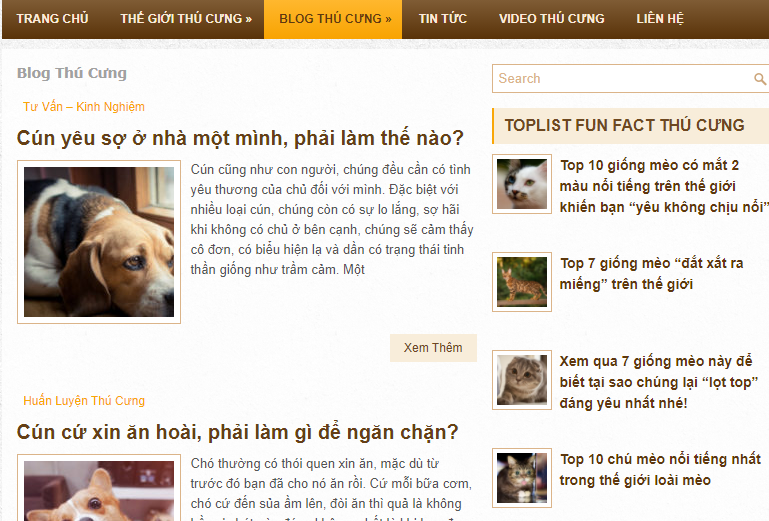 TRANG CHỦ THẾ GIỚI THÚ CƯNG » BLOG THÚ CƯNG » TIN TỨC VIDEO THÚ CƯNG LIÊN HỆ
Blog Thú Cưng
Tư Vấn – Kinh Nghiệm
Cún yêu sợ ở nhà một mình, phải làm thế nào?
Cún cũng như con người, chúng đều cần có tình
yêu thương của chủ đối với mình. Đặc biệt với
nhiều loại cún, chúng còn có sự lo lắng, sợ hãi
khi không có chủ ở bên cạnh, chúng sẽ cảm thấy
cô đơn, có biểu hiện lạ và dần có trạng thái tinh
thần giống như trầm cảm. Một
Xem Thêm
Huấn Luyện Thú Cưng
Cún cứ xin ăn hoài, phải làm gì để ngăn chặn?
Chó thường có thói quen xin ăn, mặc dù từ
trước đó bạn đã cho nó ăn rồi. Cứ mỗi bữa cơm,
chó cứ đến sủa ầm lên, đòi ăn thì quả là không
Search
TOPLIST FUN FACT THÚ CƯNG
Top 10 giống mèo có mắt 2
màu nổi tiếng trên thế giới
khiến bạn “yêu không chịu nổi”
Top 7 giống mèo “đắt xắt ra
miếng” trên thế giới
Xem qua 7 giống mèo này để
biết tại sao chúng lại “lọt top”
đáng yêu nhất nhé!
Top 10 chú mèo nổi tiếng nhất
trong thế giới loài mèo